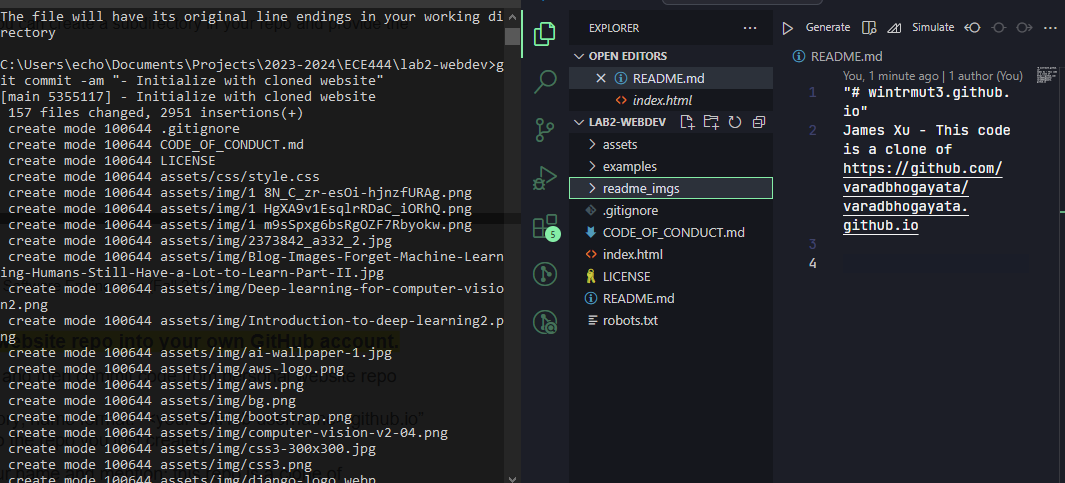 The file will have its original line endings in your working di
rectory
C:\Users\echo\Documents\Projects\2023-2024\ECE444\lab2-webdev>g
it commit -am "- Initialize with cloned website"
[main 5355117] - Initialize with cloned website
157 files changed, 2951 insertions(+)
create mode 100644 .gitignore
create mode 100644 CODE_OF_CONDUCT.md
create mode 100644 LICENSE
create mode 100644 assets/css/style.css
create mode 100644 assets/img/1 8N_C_zr-esOi-hjnzfURAg.png
create mode 100644 assets/img/1 HgXA9v1EsqlrRDaC_iORhQ.png
create mode 100644 assets/img/1 m9sSpxg6bsRgOZF7Rbyokw.png
create mode 100644 assets/img/2373842_a332_2.jpg
create mode 100644 assets/img/Blog-Images-Forget-Machine-Learn
ing-Humans-Still-Have-a-Lot-to-Learn-Part-II.jpg
create mode 100644 assets/img/Deep-learning-for-computer-visio
n2.png
create mode 100644 assets/img/Introduction-to-deep-learning2.p
ng
create mode 100644 assets/img/ai-wallpaper-1.jpg
create mode 100644 assets/img/aws-logo.png
create mode 100644 assets/img/aws.png
create mode 100644 assets/img/bg.png
create mode 100644 assets/img/bootstrap.png
create mode 100644 assets/img/computer-vision-v2-04.png
create mode 100644 assets/img/css3-300x300.jpg
create mode 100644 assets/img/css3.png
create mode 100644 assets/img/django-logo.webp
website repo into your own GitHub account.
5
EXPLORER
OPEN EDITORS
README.md
index.html
LAB2-WEBDEV
assets
examples
readme_imgs
.gitignore
CODE_OF_CONDUCT.md
index.html
LICENSE
README.md
robots.txt
Generate
Simulate
README.md
You, 1 minute ago | 1 author (You)
1 "# wintrmut3.github.
io"
2 James Xu - This code
is a clone of
https://github.com/
varadbhogayata/
varadbhogayata.
github.io
3
4